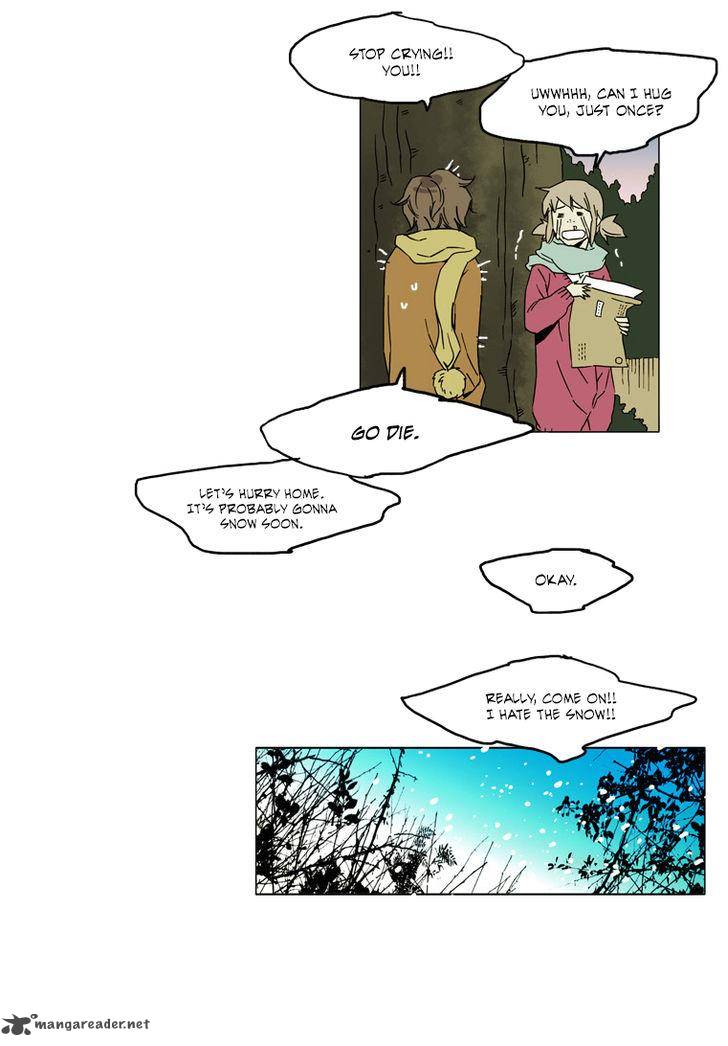 STOP CRYING!!
YOU!!
UWWHHH, CAN I HUG
YOU, JUST ONCE?
GO DIE.
LET'S HURRY HOME.
IT'S PROBABLY GONNA
SNOW SOON.
OKAY.
REALLY, COME ON!!
I HATE THE SNOW!!
mangareader.net